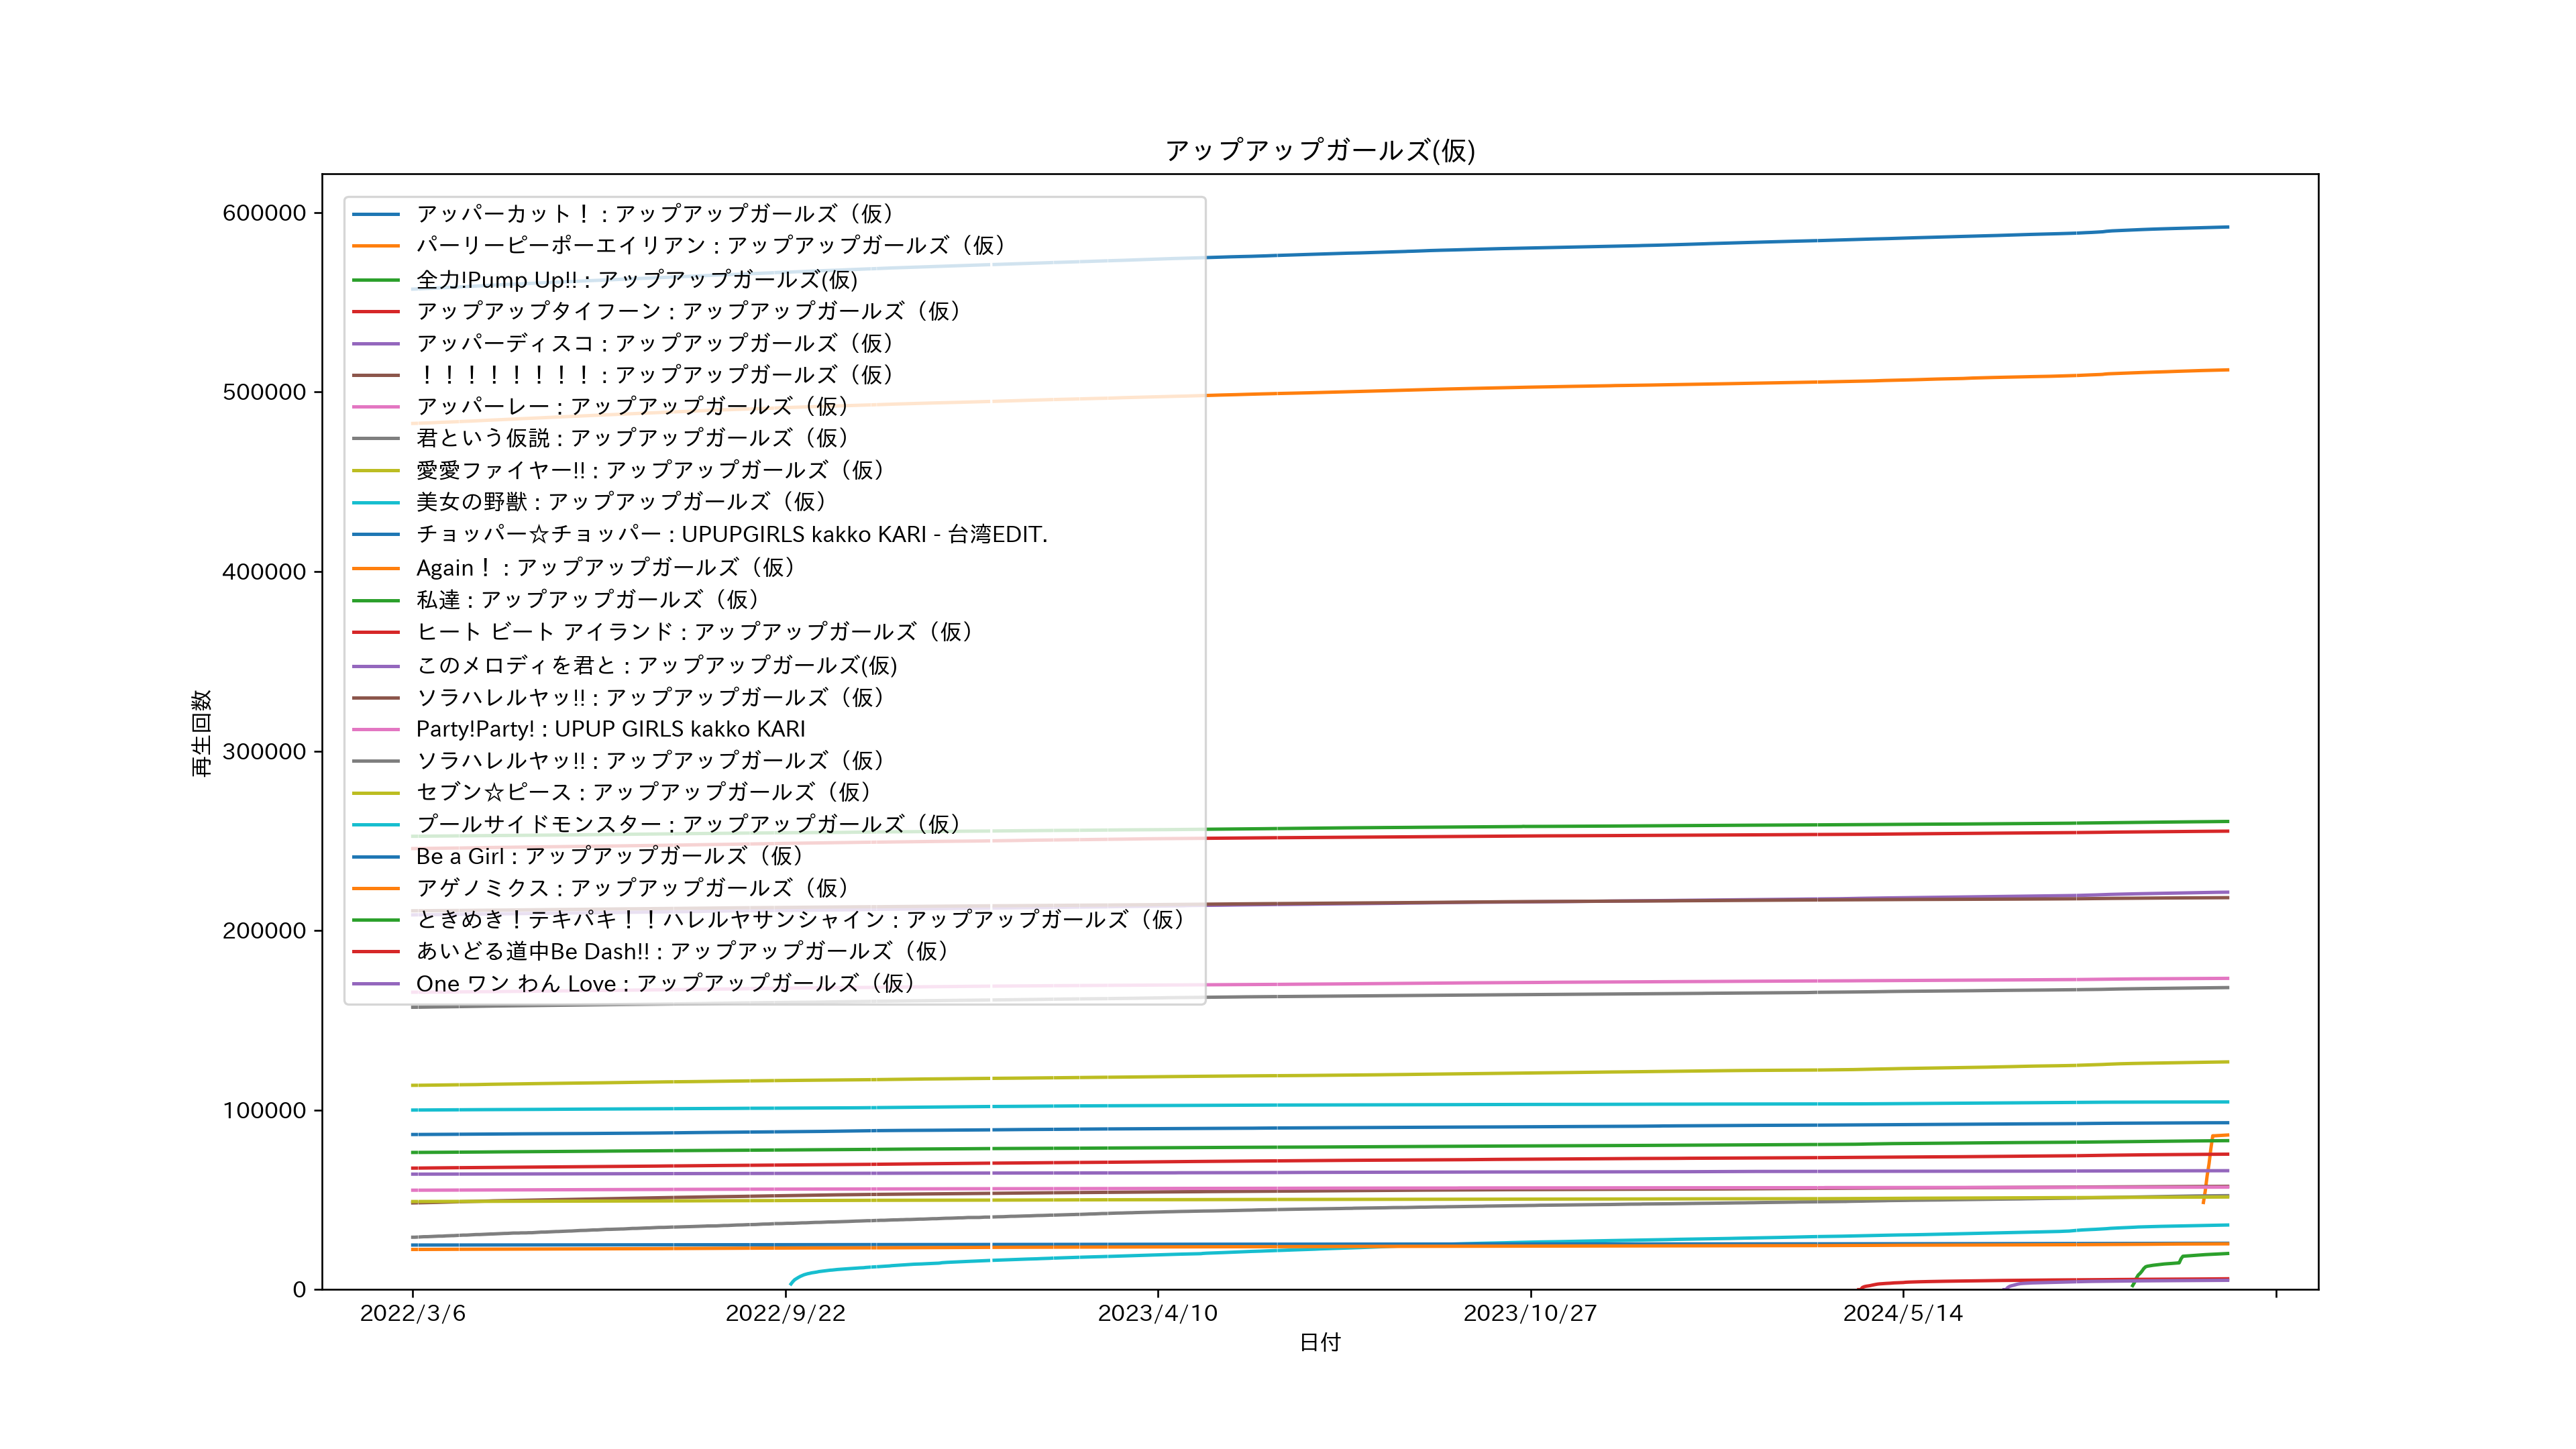 アップアップガールズ(仮)
600000
500000
400000
300000
200000
100000
0
再生回数
アッパーカット！ : アップアップガールズ（仮）
パーリーピーポーエイリアン : アップアップガールズ（仮）
全力!Pump Up!! : アップアップガールズ(仮)
アップアップタイフーン : アップアップガールズ（仮）
アッパーディスコ : アップアップガールズ（仮）
！！！！！！！！ : アップアップガールズ（仮）
アッパーレー : アップアップガールズ（仮）
君という仮説 : アップアップガールズ（仮）
愛愛ファイヤー!! : アップアップガールズ（仮）
美女の野獣 : アップアップガールズ（仮）
チョッパー☆チョッパー : UPUPGIRLS kakko KARI - 台湾EDIT.
Again！ : アップアップガールズ（仮）
私達 : アップアップガールズ（仮）
ヒート ビート アイランド : アップアップガールズ（仮）
このメロディを君と : アップアップガールズ(仮)
ソラハレルヤッ!! : アップアップガールズ（仮）
Party!Party! : UPUP GIRLS kakko KARI
ソラハレルヤッ!! : アップアップガールズ（仮）
セブン☆ピース : アップアップガールズ（仮）
プールサイドモンスター : アップアップガールズ（仮）
Be a Girl : アップアップガールズ（仮）
アゲノミクス : アップアップガールズ（仮）
ときめき！テキパキ！！ハレルヤサンシャイン : アップアップガールズ（仮）
あいどる道中Be Dash!! : アップアップガールズ（仮）
One ワン わん Love : アップアップガールズ（仮）
2022/3/6
2022/9/22
2023/4/10
2023/10/27
2024/5/14
日付